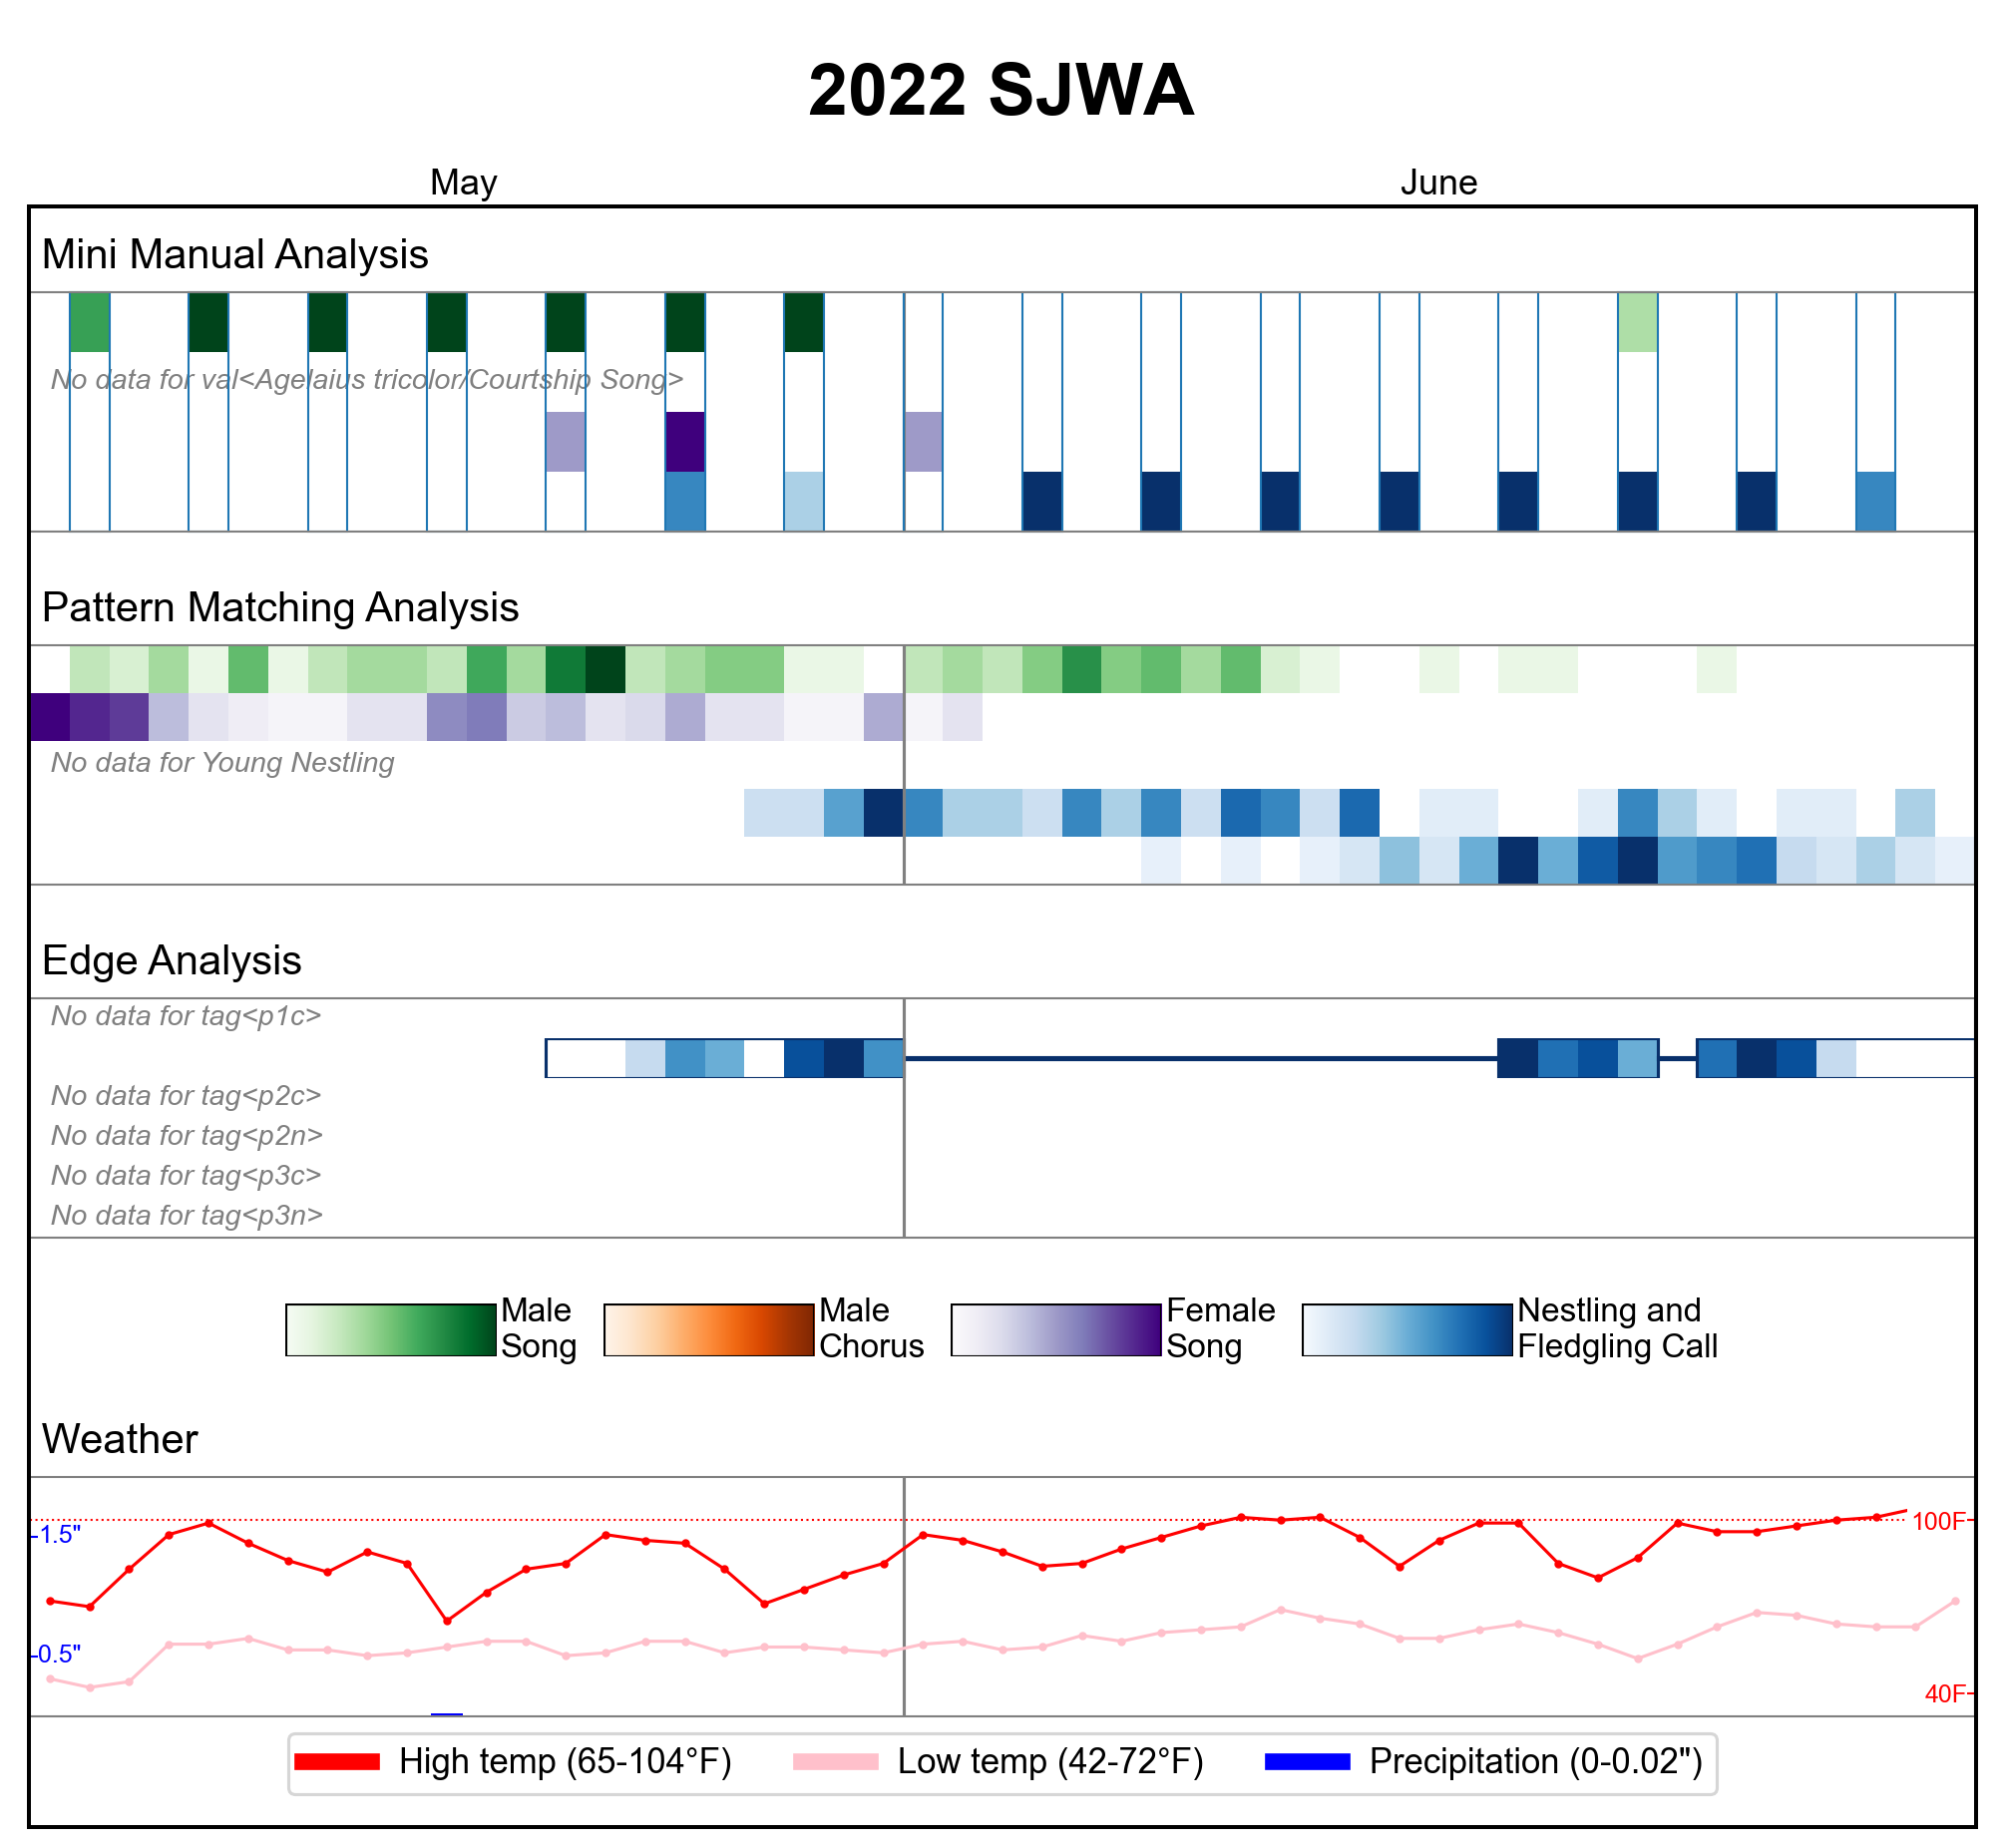 2022 SJWA
May
June
Mini Manual Analysis
No data for val<Agelaius tricolor/Courtship Song>
Pattern Matching Analysis
No data for Young Nestling
Edge Analysis
No data for tag<p1c>
No data for tag<p2c>
No data for tag<p2n>
No data for tag<p3c>
No data for tag<p3n>
Male
Song
Male
Chorus
Female
Song
Nestling and
Fledgling Call
Weather
1.5"
100F
0.5"
40F
High temp (65-104°F)
Low temp (42-72°F)
Precipitation (0-0.02")